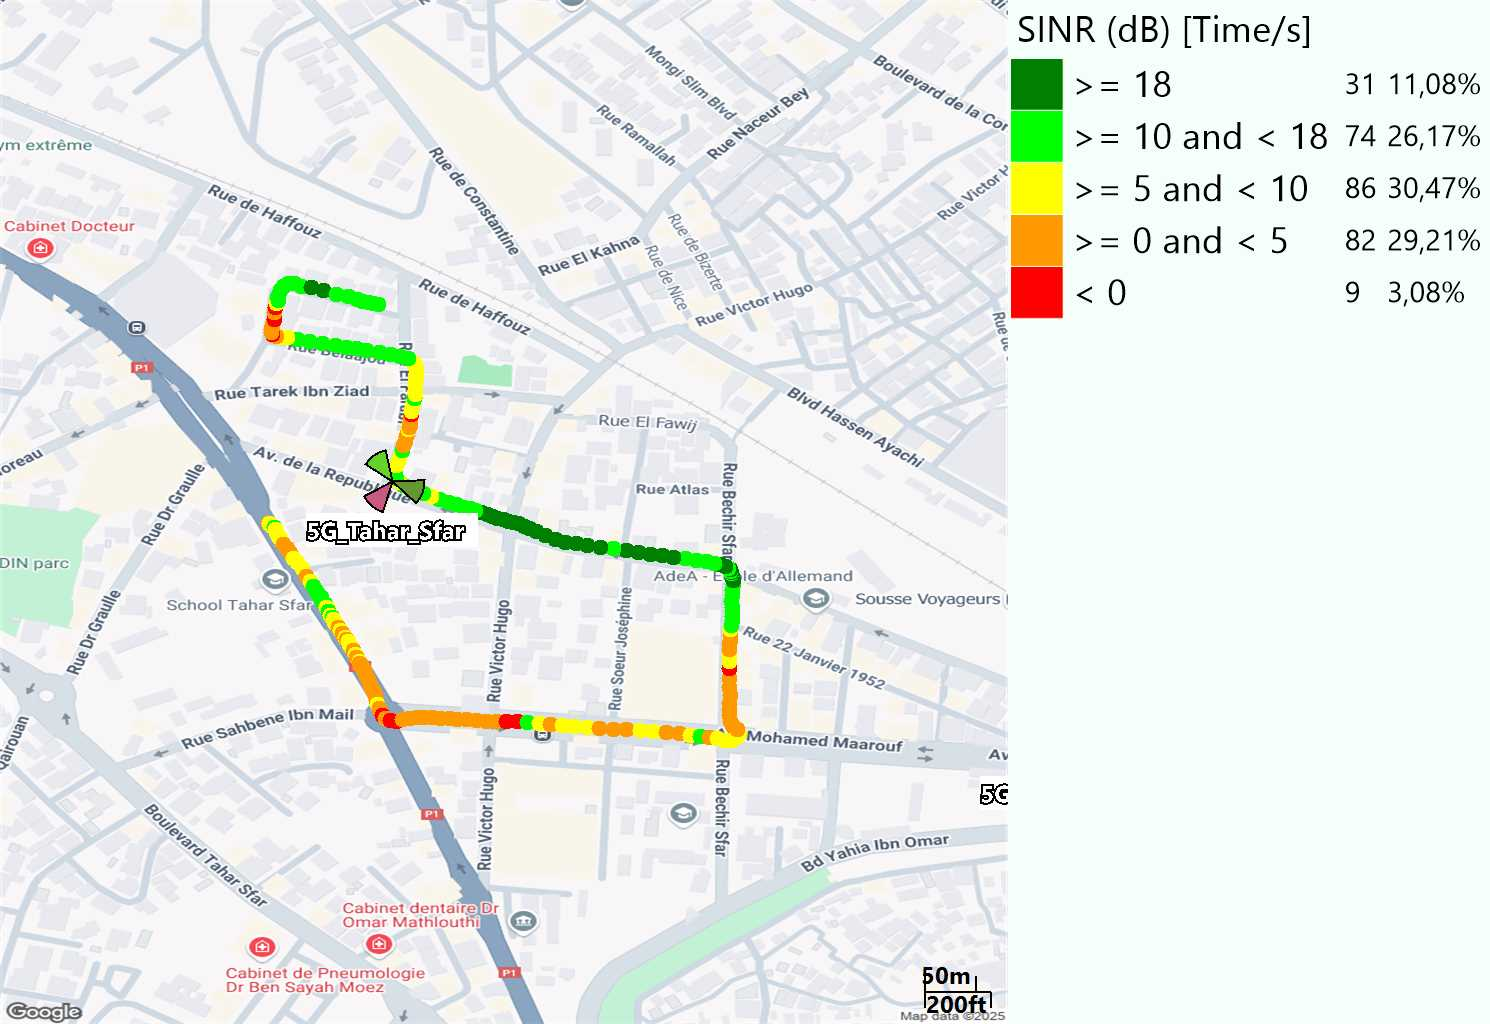 SINR (dB) [Time/s]
>= 18 31 11,08%
>= 10 and < 18 74 26,17%
>= 5 and < 10 86 30,47%
>= 0 and < 5 82 29,21%
< 0 9 3,08%
Mongi Slim Blvd
Boulevard de la Cor
Rue Naceur Bey
Rue Ramallah
ym extrême
Rue de Constantine
Rue Victor H
Rue de Haffouz
Cabinet Docteur
Rue de Bizerte
Rue El Kahna
Rue de Nice
Rue de Haffouz
Rue Victor Hugo
Rue de
P1
Rue Tarek Ibn Ziad
Blvd Hassen Ayachi
Rue El Fawij
Av. de la Republique
oreau
Rue Atlas
Rue Dr Graulle
Rue Bechir Sfar
5G_Tahar_Sfar
DIN parc
AdeA - École d'Allemand
School Tahar Sfar
Sousse Voyageurs
Rue Dr Graulle
Rue Victor Hugo
Rue Soeur Joséphine
Rue 22 Janvier 1952
Rue Sahbene Ibn Mail
Qairouan
Mohamed Maarouf
Av
5G
Rue Victor Hugo
Rue Bechir Sfar
P1
Boulevard Tahar Sfar
Bd Yahia Ibn Omar
Cabinet dentaire Dr
Omar Mathlouthi
Cabinet de Pneumologie
Dr Ben Sayah Moez
P1
50m
200ft
Google
Map data ©2025